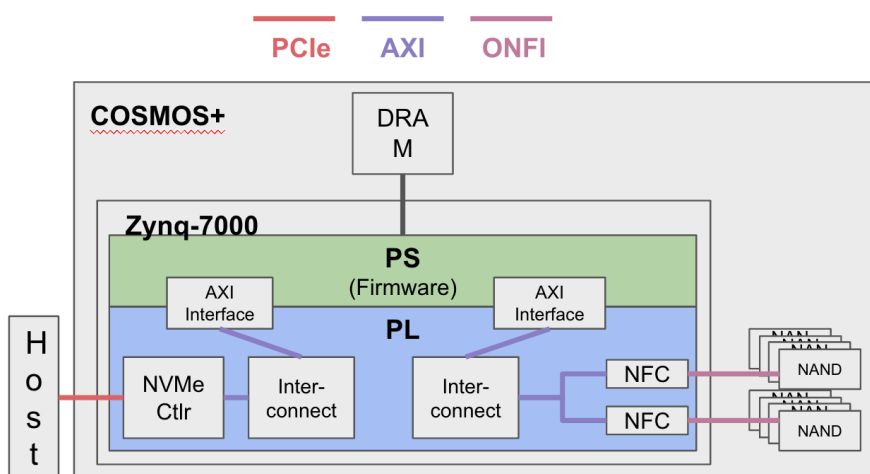 PCIe
AXI
ONFI
COSMOS+
DRA
M
Zynq-7000
PS
(Firmware)
AXI
Interface
AXI
Interface
PL
H
o
s
t
NVMe
Ctlr
Inter-
connect
Inter-
connect
NFC
NFC
NAND
NAND